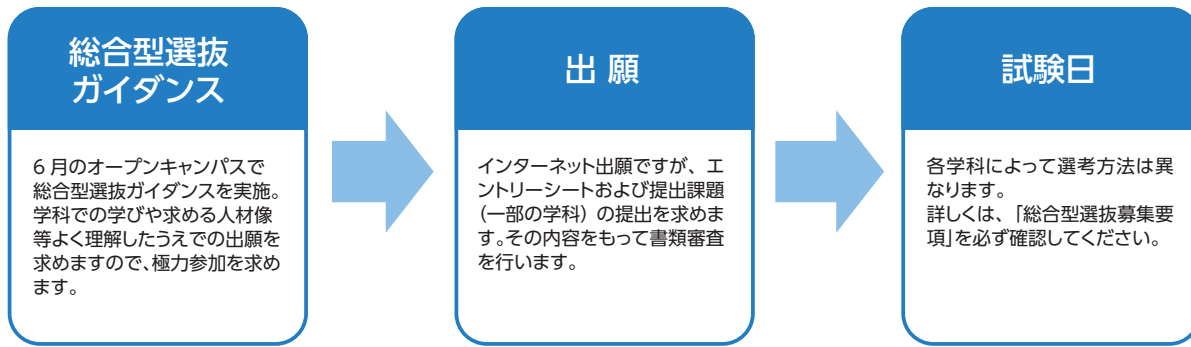 総合型選抜
ガイダンス
6月のオープンキャンパスで
総合型選抜ガイダンスを実施。
学科での学びや求める人材像
等よく理解したうえでの出願を
求めますので、極力参加を求め
ます。
出 願
インターネット出願ですが、エ
ントリーシートおよび提出課題
（一部の学科）の提出を求めま
す。その内容をもって書類審査
を行います。
試験日
各学科によって選考方法は異
なります。
詳しくは、「総合型選抜募集要
項」を必ず確認してください。